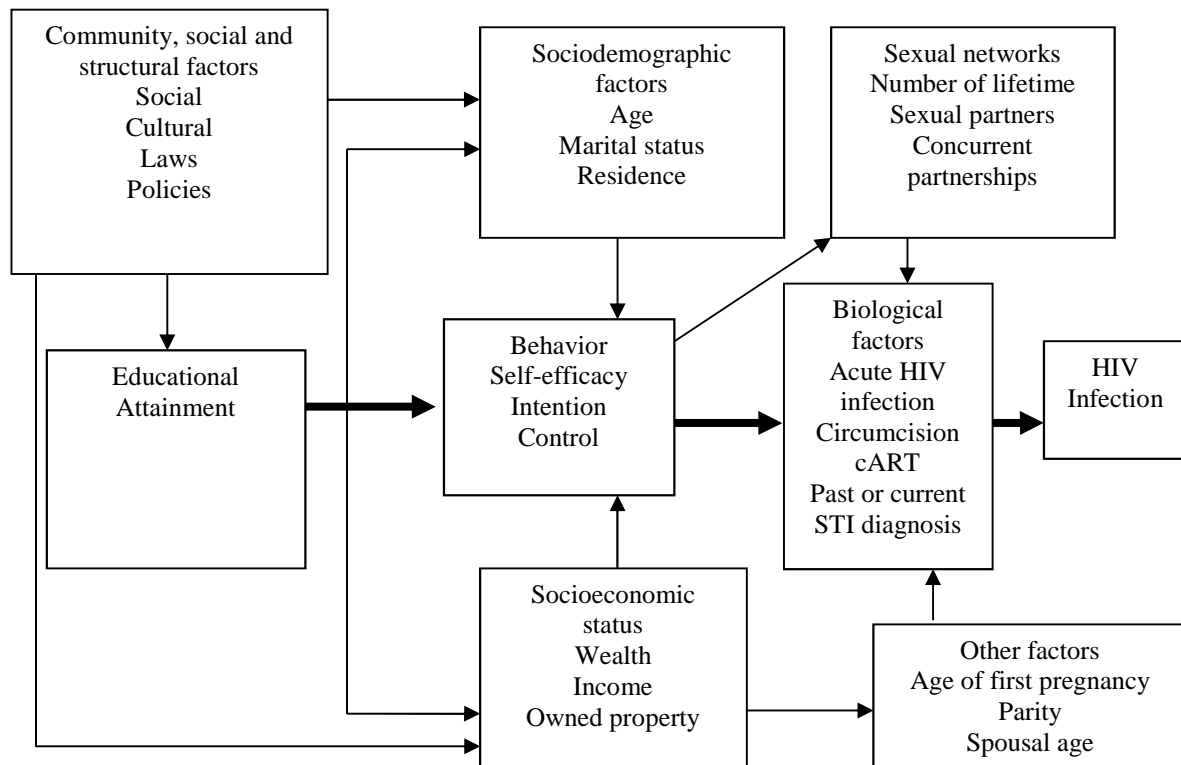 Community, social and
structural factors
Social
Cultural
Laws
Policies
Sociodemographic
factors
Age
Marital status
Residence
Sexual networks
Number of lifetime
Sexual partners
Concurrent
partnerships
Educational
Attainment
Behavior
Self-efficacy
Intention
Control
Biological
factors
Acute HIV
infection
Circumcision
cART
Past or current
STI diagnosis
HIV
Infection
Socioeconomic
status
Wealth
Income
Owned property
Other factors
Age of first pregnancy
Parity
Spousal age